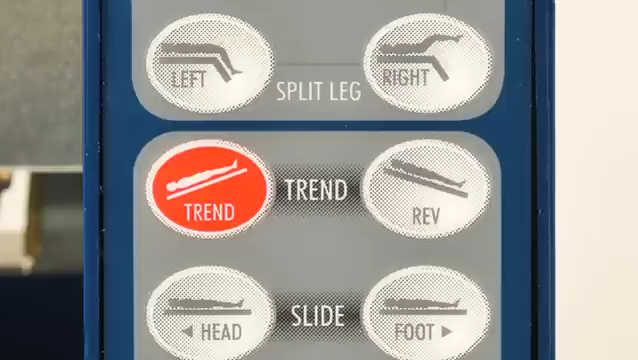 LEFT
SPLIT LEG
RIGHT
TREND
TREND
REV
◄ HEAD
SLIDE
FOOT ►